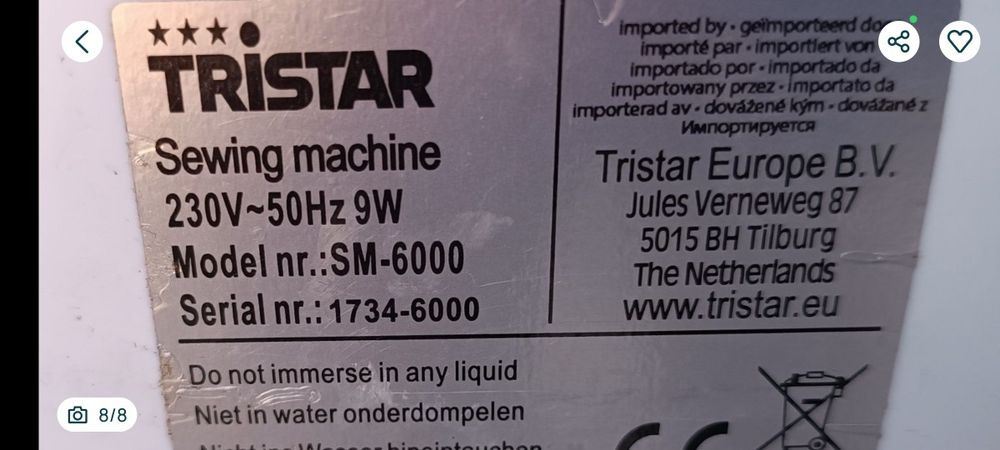 TRISTAR
Sewing machine
230V~50Hz 9W
Model nr.:SM-6000
Serial nr.: 1734-6000
imported by • geïmporteerd
importé par • importiert von
importado por • importado da
importowany przez • importato da
importerad av • dovážené kým • dovážané z
Импортируется
Tristar Europe B.V.
Jules Verneweg 87
5015 BH Tilburg
The Netherlands
www.tristar.eu
Do not immerse in any liquid
Niet in water onderdompelen
8/8